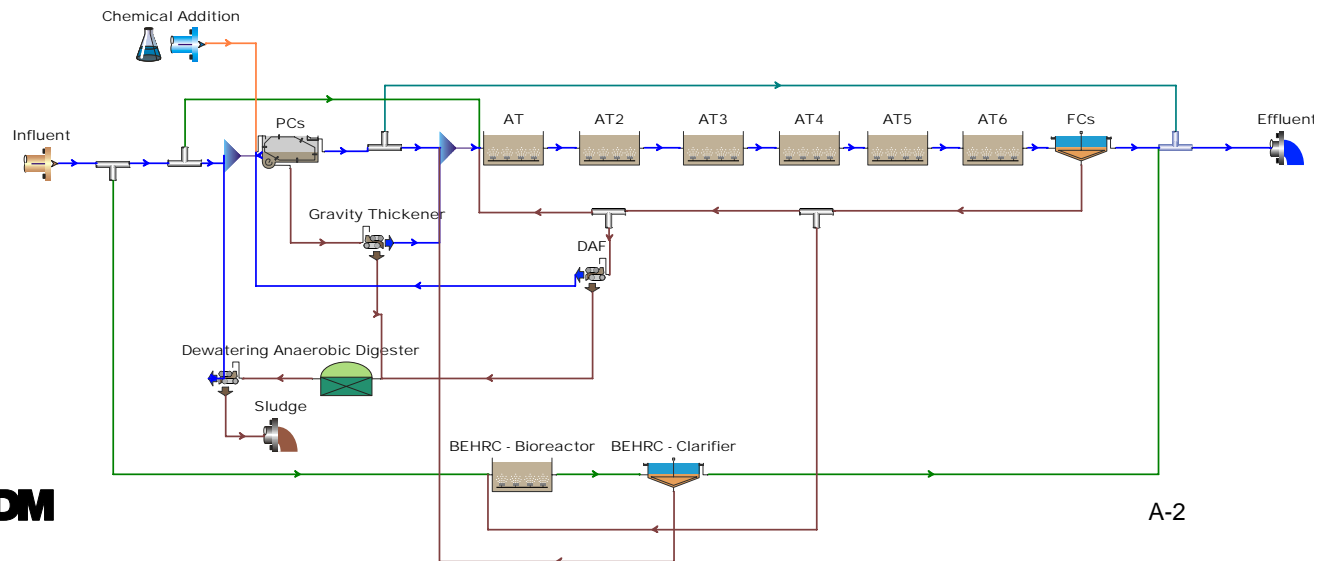 Chemical Addition
Influent
PCs
AT
AT2
AT3
AT4
AT5
AT6
FCs
Effluent
Gravity Thickener
DAF
Dewatering Anaerobic Digester
Sludge
BEHRC - Bioreactor
BEHRC - Clarifier
DM
A-2